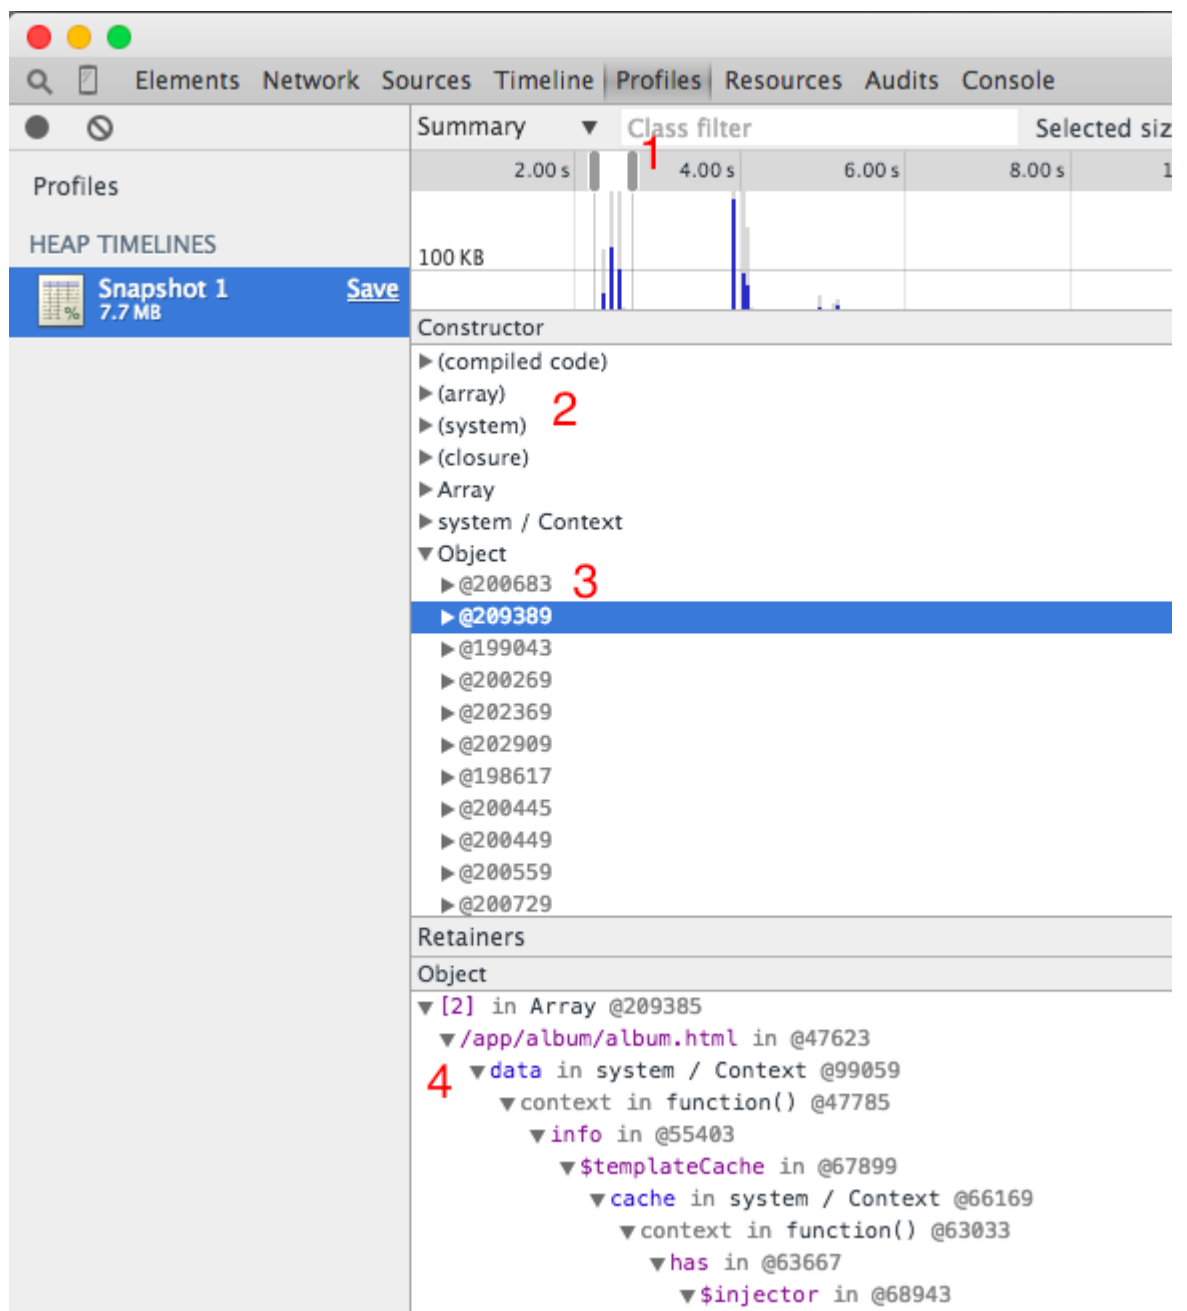 Elements Network Sources Timeline Profiles Resources Audits Console
Summary ▼ Class filter Selected siz
1
2.00 s 4.00 s 6.00 s 8.00 s 1
Profiles
HEAP TIMELINES
100 KB
Snapshot 1 Save
7.7 MB
%
Constructor
▶(compiled code)
▶(array)
2
▶(system)
▶(closure)
▶Array
▶system / Context
▼Object
▶@200683 3
▶@209389
▶@199043
▶@200269
▶@202369
▶@202909
▶@198617
▶@200445
▶@200449
▶@200559
▶@200729
Retainers
Object
▼[2] in Array @209385
▼/app/album/album.html in @47623
4 ▼data in system / Context @99059
▼context in function() @47785
▼info in @55403
▼$templateCache in @67899
▼cache in system / Context @66169
▼context in function() @63033
▼has in @63667
▼$injector in @68943